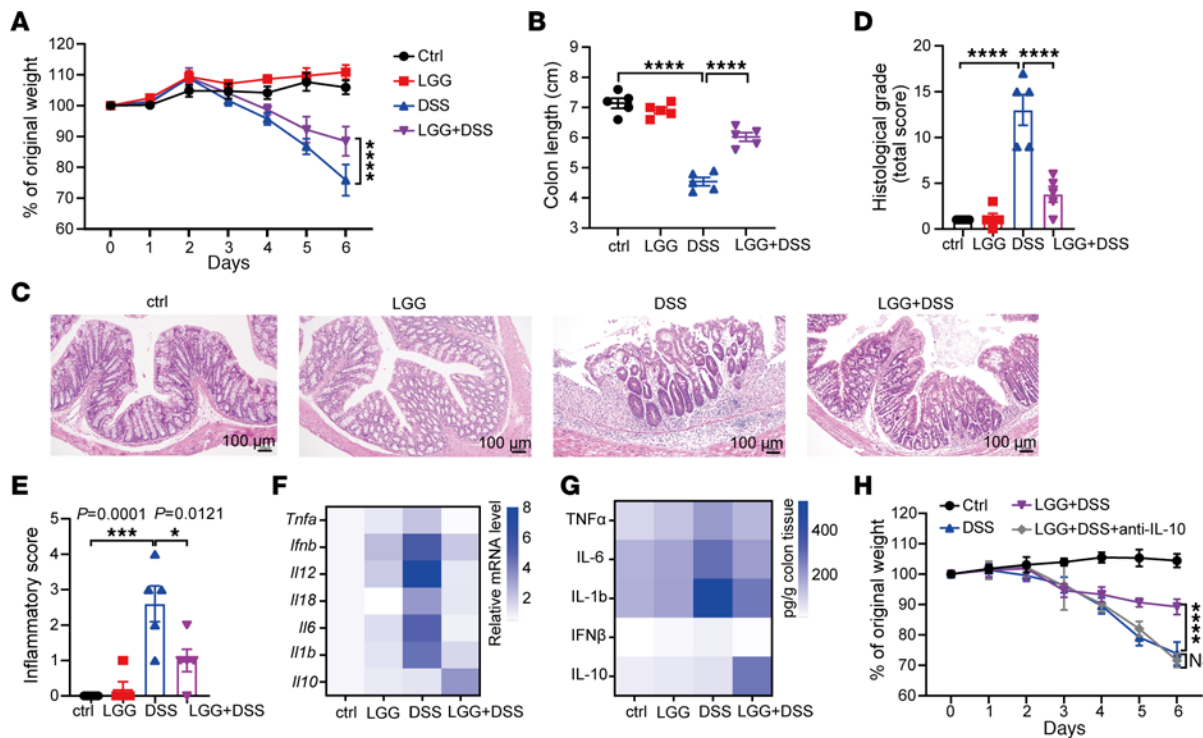 A
% of original weight
120
110
100
90
80
70
60
0 1 2 3 4 5 6
Days
Ctrl
LGG
DSS
LGG+DSS
****
B
Colon length (cm)
9
8
7
6
5
4
3
**** ****
ctrl LGG DSS LGG+DSS
D
Histological grade
(total score)
20
15
10
5
0
**** ****
ctrl LGG DSS LGG+DSS
C
ctrl LGG DSS LGG+DSS
100 µm 100 µm 100 µm 100 µm
E
P=0.0001 P=0.0121
*** *
Inflammatory score
5
4
3
2
1
0
ctrl LGG DSS LGG+DSS
F
Tnfa
Ifnb
Il12
Il18
Il6
Il1b
Il10
ctrl LGG DSS LGG+DSS
8
6
4
2
Relative mRNA level
G
TNFα
IL-6
IL-1b
IFNβ
IL-10
ctrl LGG DSS LGG+DSS
400
200
pg/g colon tissue
H
% of original weight
120
110
100
90
80
70
60
0 1 2 3 4 5 6
Days
Ctrl LGG+DSS
DSS LGG+DSS+anti-IL-10
****
N